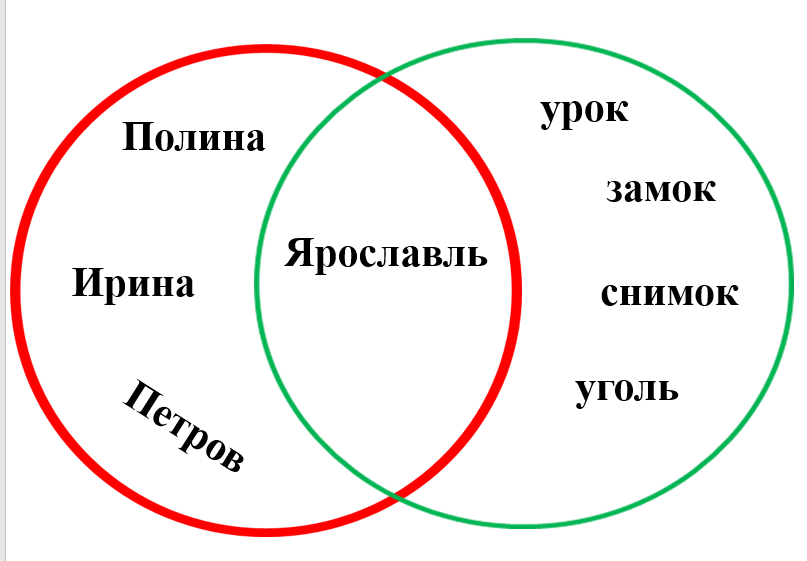 Полина
Ирина
Петров
Ярославль
урок
замок
снимок
уголь